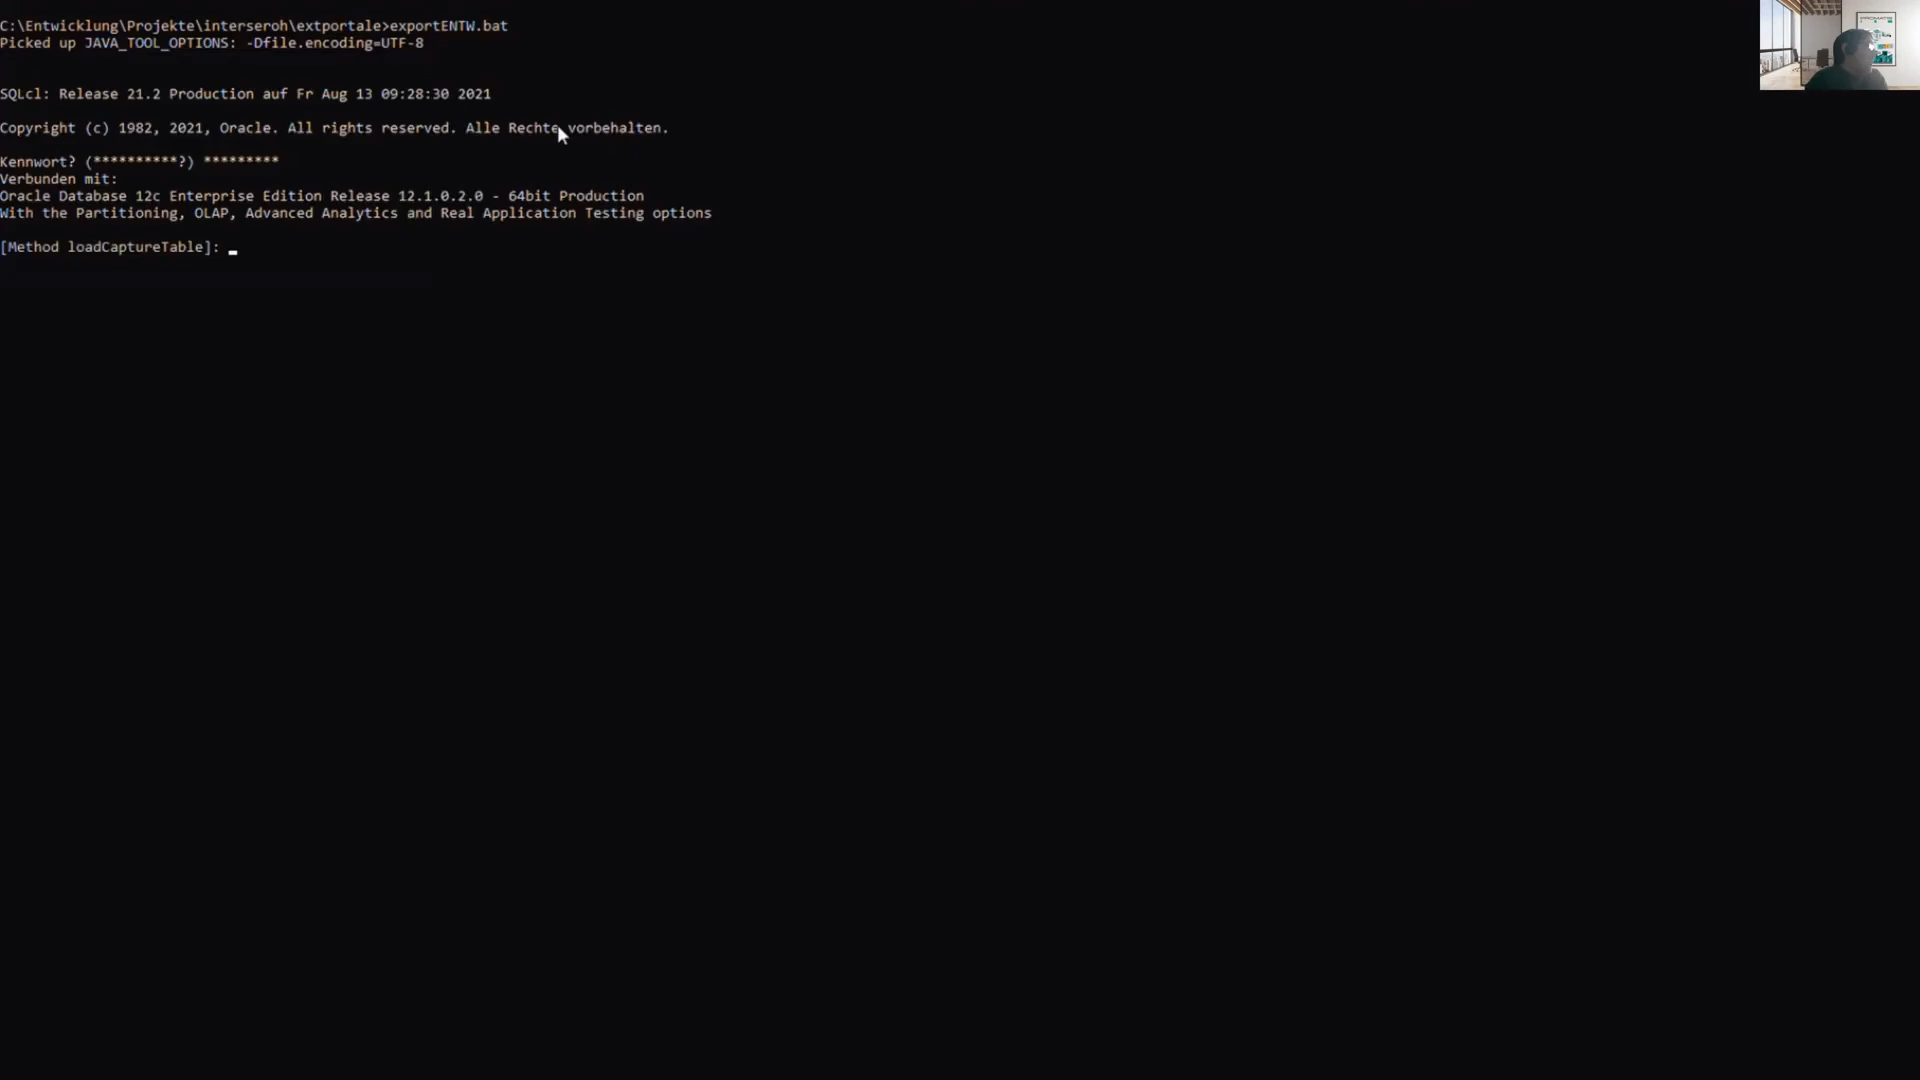 C:\Entwicklung\Projekte\interseroh\extportale>exportENTW.bat
Picked up JAVA_TOOL_OPTIONS: -Dfile.encoding=UTF-8
SQLcl: Release 21.2 Production auf Fr Aug 13 09:28:30 2021
Copyright (c) 1982, 2021, Oracle. All rights reserved. Alle Rechte vorbehalten.
Kennwort? (**********?) *********
Verbunden mit:
Oracle Database 12c Enterprise Edition Release 12.1.0.2.0 - 64bit Production
With the Partitioning, OLAP, Advanced Analytics and Real Application Testing options
[Method loadCaptureTable]:
PROMATIS